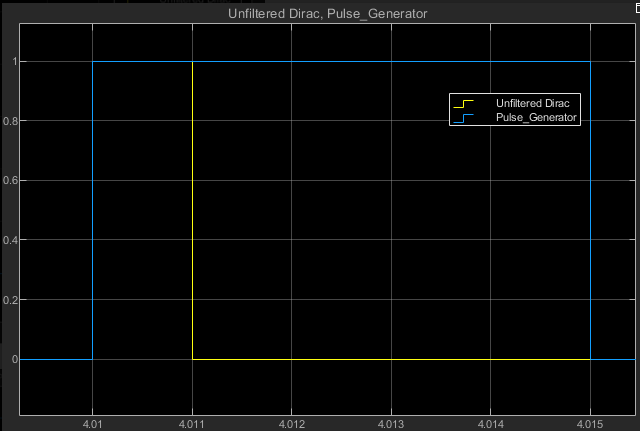 Unfiltered Dirac, Pulse_Generator
1
0.8
0.6
0.4
0.2
0
Unfiltered Dirac
Pulse_Generator
4.01 4.011 4.012 4.013 4.014 4.015